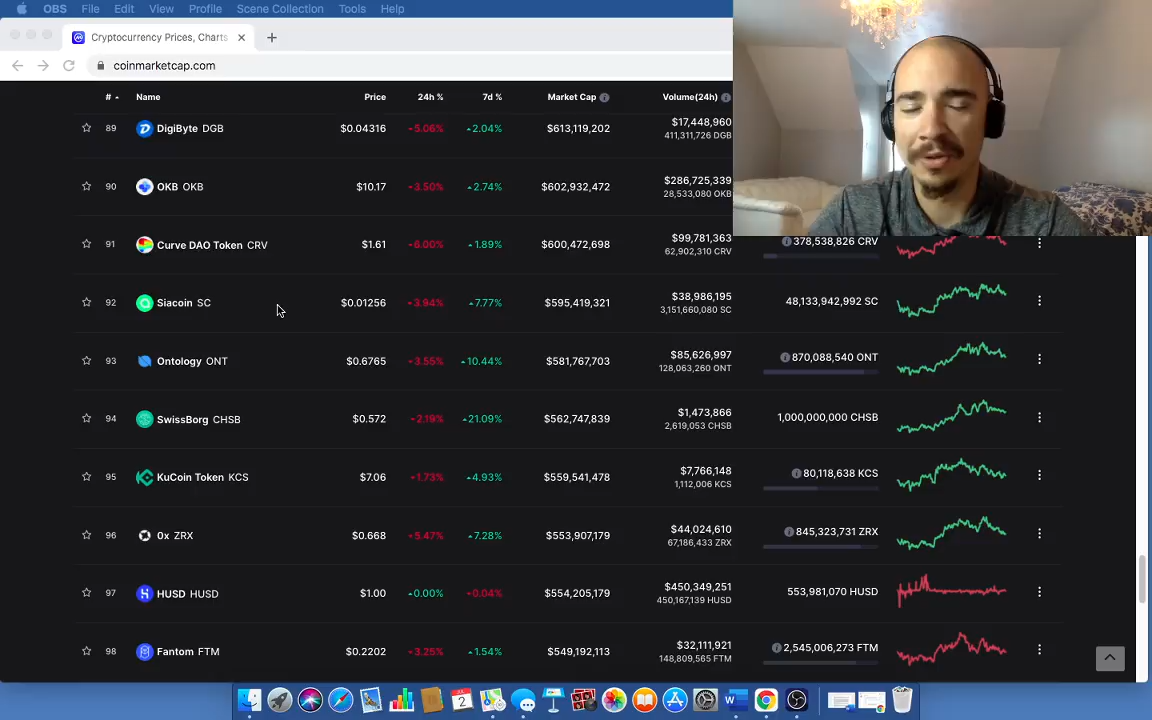 OBS File Edit View Profile Scene Collection Tools Help
Cryptocurrency Prices, Charts
coinmarketcap.com
# Name Price 24h % 7d % Market Cap Volume(24h)
89 DigiByte DGB $0.04316 5.06% 2.04% $613,119,202 $17,448,960
411,311,726 DGB
90 OKB OKB $10.17 3.50% 2.74% $602,932,472 $286,725,339
28,533,080 OKB
91 Curve DAO Token CRV $1.61 6.00% 1.89% $600,472,698 $99,781,363 378,538,826 CRV
62,902,310 CRV
92 Siacoin SC $0.01256 3.94% 7.77% $595,419,321 $38,986,195 48,133,942,992 SC
3,151,660,080 SC
93 Ontology ONT $0.6765 3.55% 10.44% $581,767,703 $85,626,997 870,088,540 ONT
128,063,260 ONT
94 SwissBorg CHSB $0.572 2.19% 21.09% $562,747,839 $1,473,866 1,000,000,000 CHSB
2,619,053 CHSB
95 KuCoin Token KCS $7.06 1.73% 4.93% $559,541,478 $7,766,148 80,118,638 KCS
1,112,006 KCS
96 0x ZRX $0.668 5.47% 7.28% $553,907,179 $44,024,610 845,323,731 ZRX
67,186,433 ZRX
97 HUSD HUSD $1.00 0.00% 0.04% $554,205,179 $450,349,251 553,981,070 HUSD
450,167,139 HUSD
98 Fantom FTM $0.2202 3.25% 1.54% $549,192,113 $32,111,921 2,545,006,273 FTM
148,809,565 FTM
2